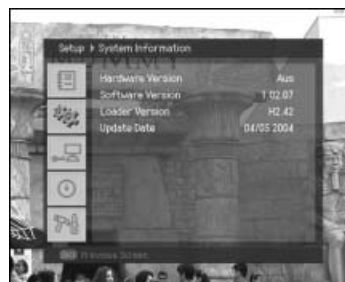 Setup System Information
Hardware Version Aus
Software Version 1.02.07
Loader Version H2.42
Update Date 04/05 2004
Previous Screen